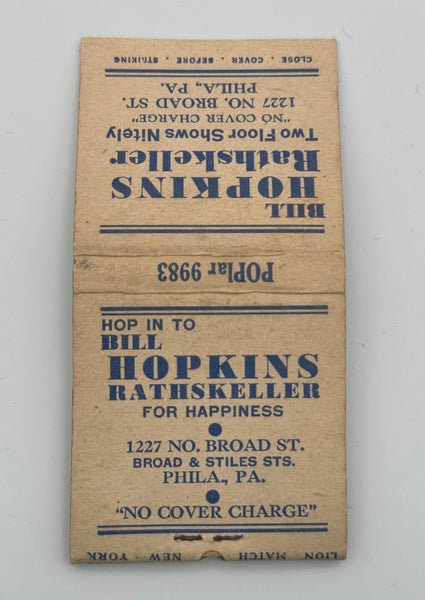 CLOSE · COVER · BEFORE · STRIKING
BILL
HOPKINS
Rathskeller
Two Floor Shows Nitely
"NO COVER CHARGE"
1227 NO. BROAD ST.
PHILA., PA.
POPlar 9983
HOP IN TO
BILL
HOPKINS
RATHSKELLER
FOR HAPPINESS
1227 NO. BROAD ST.
BROAD & STILES STS.
PHILA., PA.
"NO COVER CHARGE"
LION MATCH · NEW · YORK